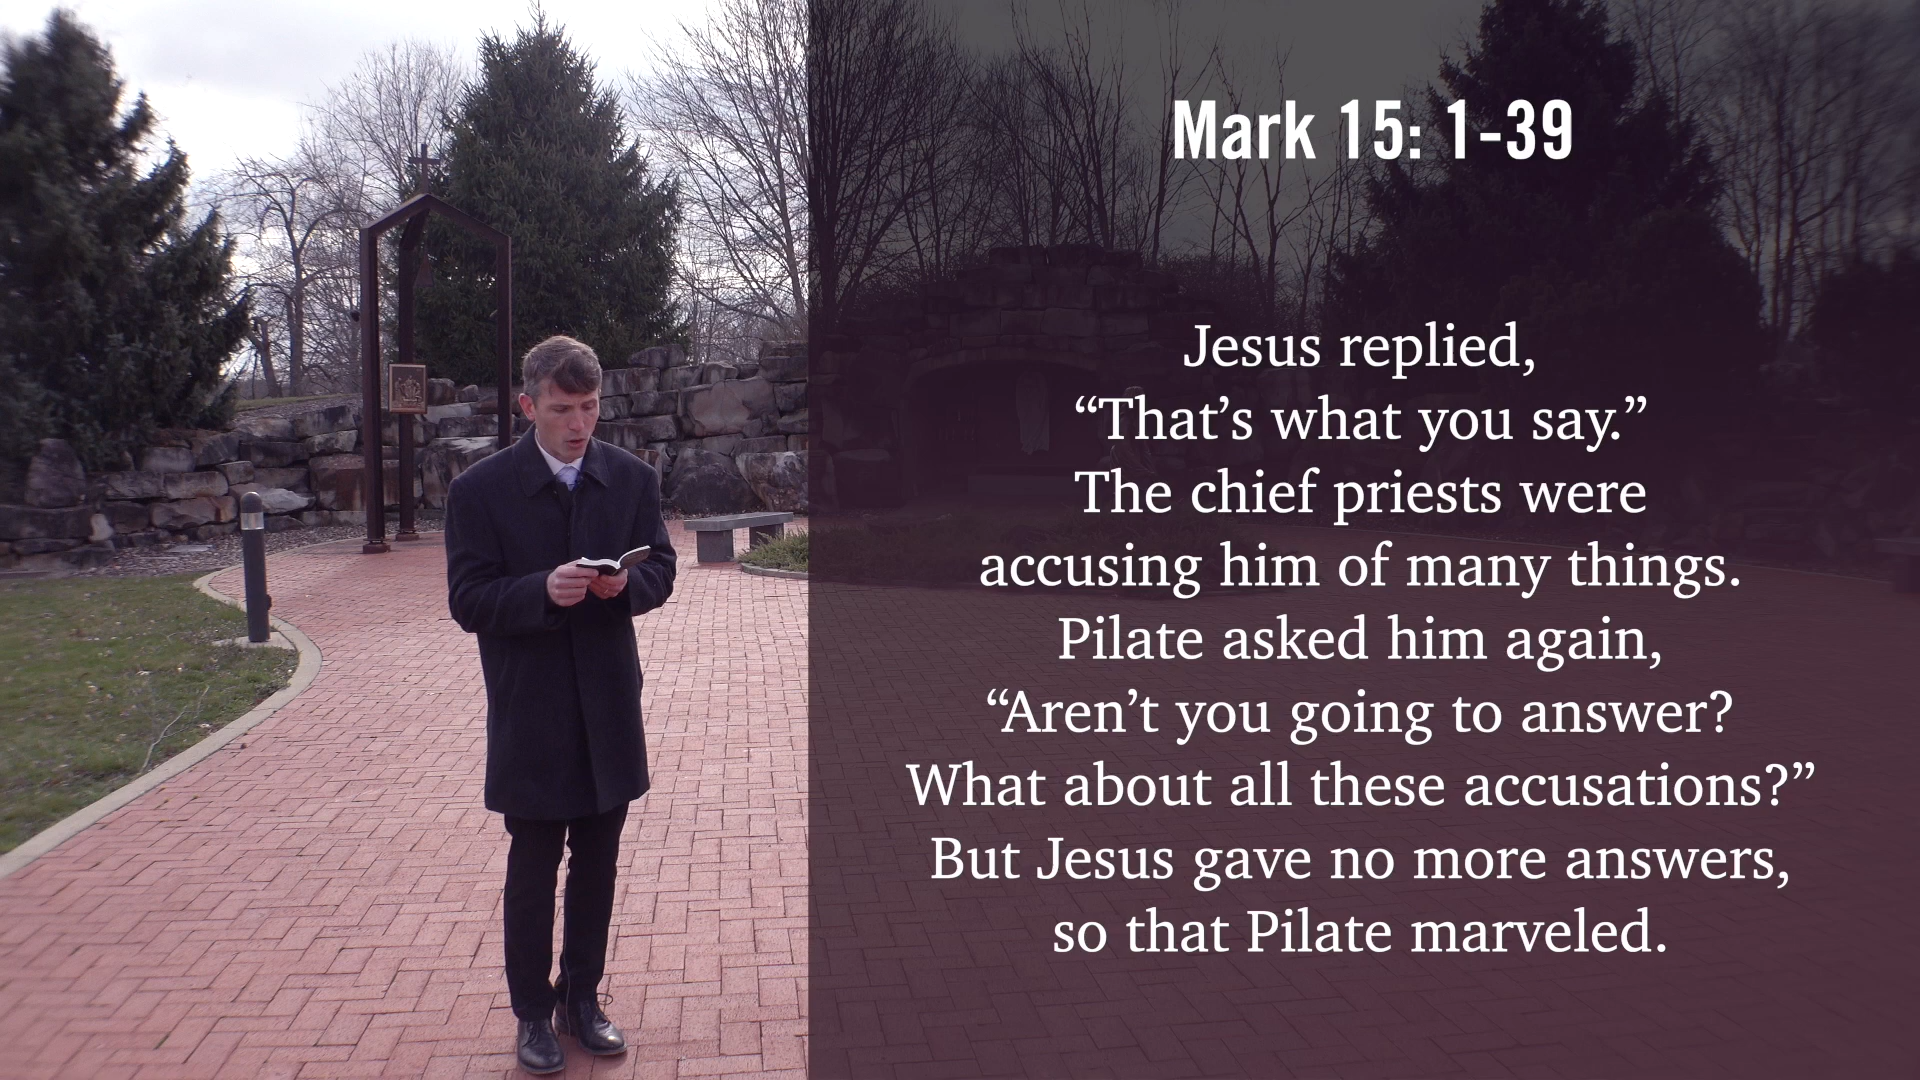 Mark 15: 1-39
Jesus replied,
“That’s what you say.”
The chief priests were
accusing him of many things.
Pilate asked him again,
“Aren’t you going to answer?
What about all these accusations?”
But Jesus gave no more answers,
so that Pilate marveled.